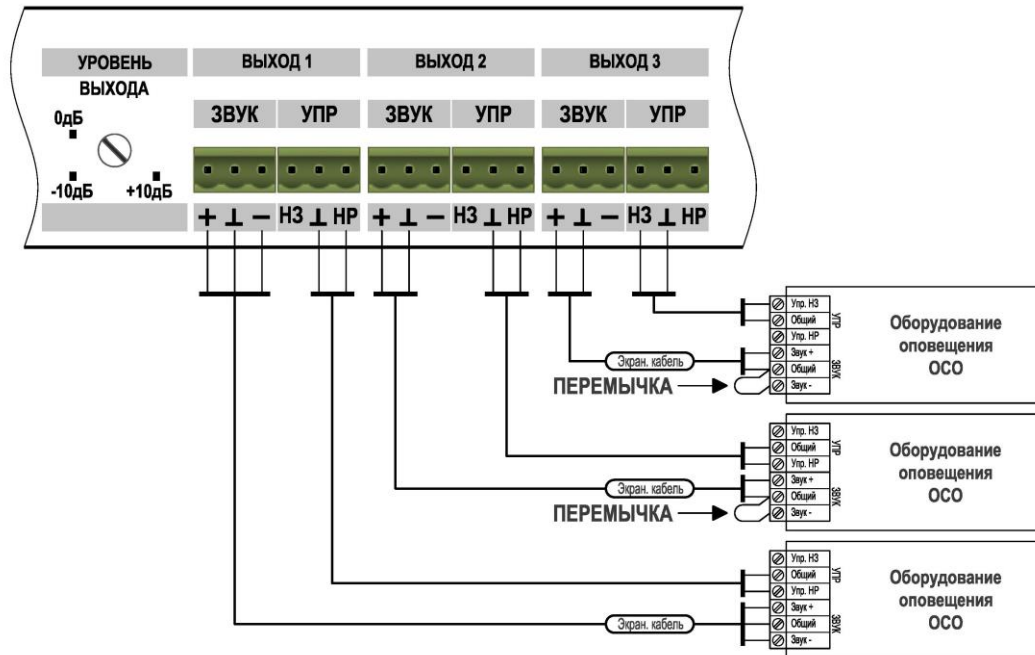 УРОВЕНЬ
ВЫХОДА
0дБ
-10дБ +10дБ
ВЫХОД 1 ВЫХОД 2 ВЫХОД 3
ЗВУК УПР ЗВУК УПР ЗВУК УПР
+ ⊥ − НЗ ⊥ НР + ⊥ − НЗ ⊥ НР + ⊥ − НЗ ⊥ НР
Упр. НЗ
Общий
Упр. НР
Звук +
Общий
Звук -
УПР
ЗВУК
Оборудование
оповещения
ОСО
Экран. кабель
ПЕРЕМЫЧКА
Упр. НЗ
Общий
Упр. НР
Звук +
Общий
Звук -
УПР
ЗВУК
Оборудование
оповещения
ОСО
Экран. кабель
ПЕРЕМЫЧКА
Упр. НЗ
Общий
Упр. НР
Звук +
Общий
Звук -
УПР
ЗВУК
Оборудование
оповещения
ОСО
Экран. кабель